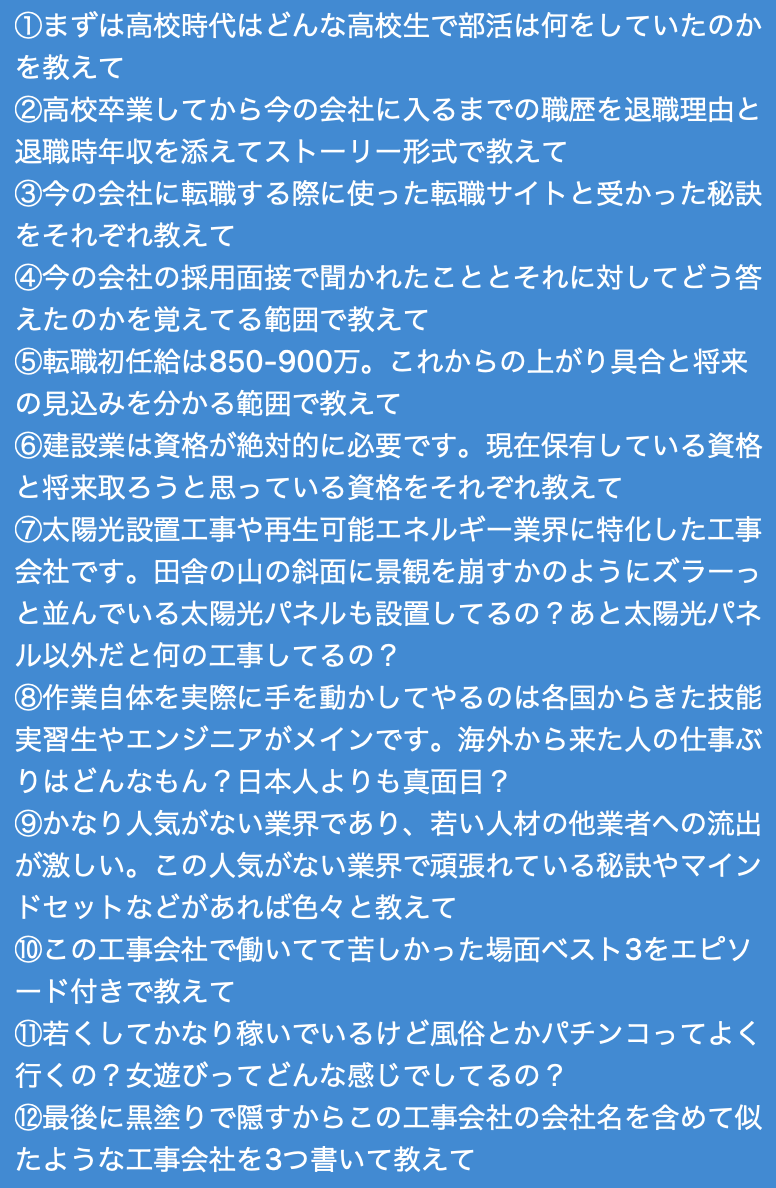 ①まずは高校時代はどんな高校生で部活は何をしていたのか
を教えて
②高校卒業してから今の会社に入るまでの職歴を退職理由と
退職時年収を添えてストーリー形式で教えて
③今の会社に転職する際に使った転職サイトと受かった秘訣
をそれぞれ教えて
④今の会社の採用面接で聞かれたこととそれに対してどう答
えたのかを覚えてる範囲で教えて
⑤転職初任給は850-900万。これからの上がり具合と将来
の見込みを分かる範囲で教えて
⑥建設業は資格が絶対的に必要です。現在保有している資格
と将来取ろうと思っている資格をそれぞれ教えて
⑦太陽光設置工事や再生可能エネルギー業界に特化した工事
会社です。田舎の山の斜面に景観を崩すかのようにズラーっ
と並んでいる太陽光パネルも設置してるの？あと太陽光パネ
ル以外だと何の工事してるの？
⑧作業自体を実際に手を動かしてやるのは各国からきた技能
実習生やエンジニアがメインです。海外から来た人の仕事ぶ
りはどんなもん？日本人よりも真面目？
⑨かなり人気がない業界であり、若い人材の他業者への流出
が激しい。この人気がない業界で頑張れている秘訣やマイン
ドセットなどがあれば色々と教えて
⑩この工事会社で働いてて苦しかった場面ベスト3をエピソ
ード付きで教えて
⑪若くしてかなり稼いでいるけど風俗とかパチンコってよく
行くの？女遊びってどんな感じでしてるの？
⑫最後に黒塗りで隠すからこの工事会社の会社名を含めて似
たような工事会社を3つ書いて教えて